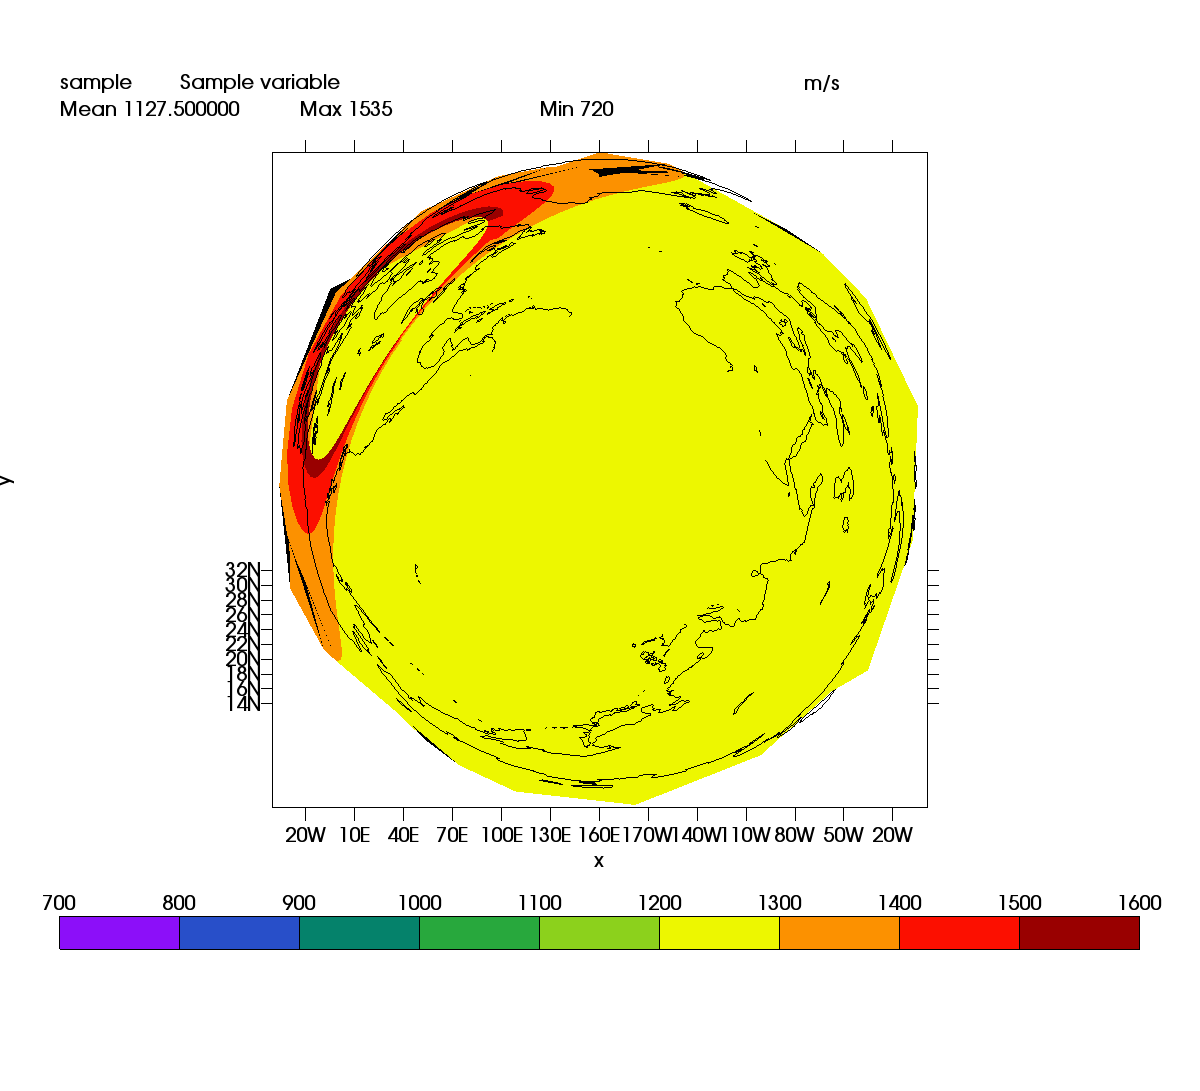 sample Sample variable m/s
Mean 1127.500000 Max 1535 Min 720
y
32N
30N
28N
26N
24N
22N
20N
18N
16N
14N
20W 10E 40E 70E 100E 130E 160E 170W 140W 110W 80W 50W 20W
x
700 800 900 1000 1100 1200 1300 1400 1500 1600